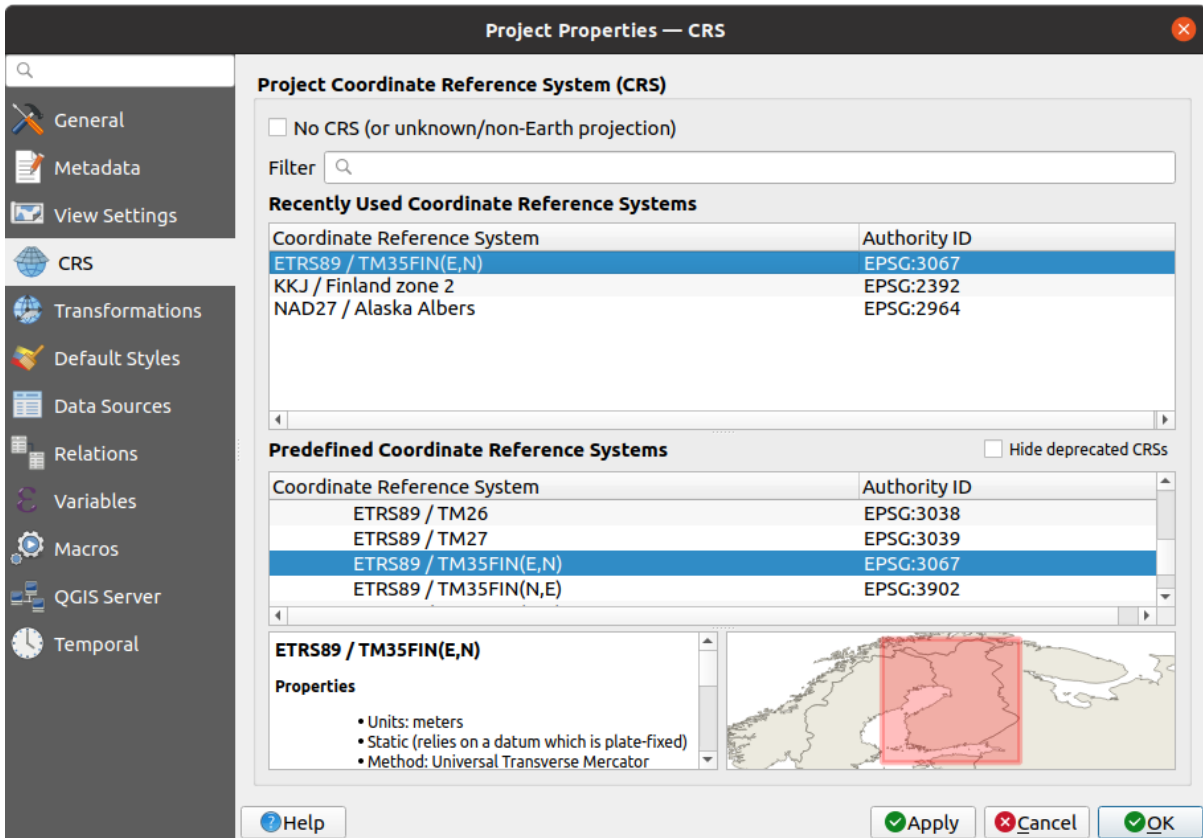 Project Properties — CRS
General
Metadata
View Settings
CRS
Transformations
Default Styles
Data Sources
Relations
Variables
Macros
QGIS Server
Temporal
Project Coordinate Reference System (CRS)
No CRS (or unknown/non-Earth projection)
Filter
Recently Used Coordinate Reference Systems
Coordinate Reference System Authority ID
ETRS89 / TM35FIN(E,N) EPSG:3067
KKJ / Finland zone 2 EPSG:2392
NAD27 / Alaska Albers EPSG:2964
Predefined Coordinate Reference Systems Hide deprecated CRSs
Coordinate Reference System Authority ID
ETRS89 / TM26 EPSG:3038
ETRS89 / TM27 EPSG:3039
ETRS89 / TM35FIN(E,N) EPSG:3067
ETRS89 / TM35FIN(N,E) EPSG:3902
ETRS89 / TM35FIN(E,N)
Properties
• Units: meters
• Static (relies on a datum which is plate-fixed)
• Method: Universal Transverse Mercator
Help Apply Cancel OK